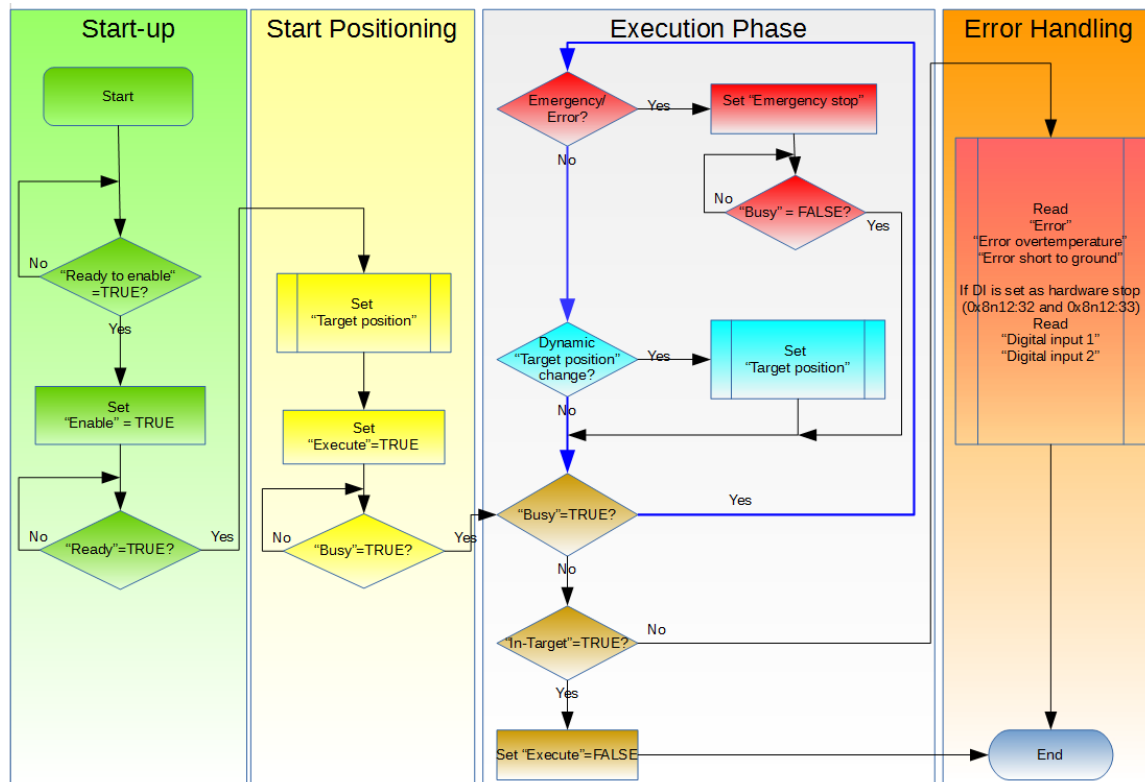 Start-up
Start
No
“Ready to enable“
=TRUE?
Yes
Set
“Enable” = TRUE
No
“Ready”=TRUE?
Yes
Start Positioning
Set
“Target position”
Set
“Execute”=TRUE
No
“Busy”=TRUE?
Yes
Execution Phase
Emergency/
Error?
Yes
Set “Emergency stop”
No
No
“Busy” = FALSE?
Yes
Dynamic
“Target position”
change?
Yes
Set
“Target position”
No
“Busy”=TRUE?
Yes
No
“In-Target”=TRUE?
No
Yes
Set “Execute”=FALSE
Error Handling
Read
“Error”
“Error overtemperature”
“Error short to ground”
If DI is set as hardware stop
(0x8n12:32 and 0x8n12:33)
Read
“Digital input 1”
“Digital input 2”
End